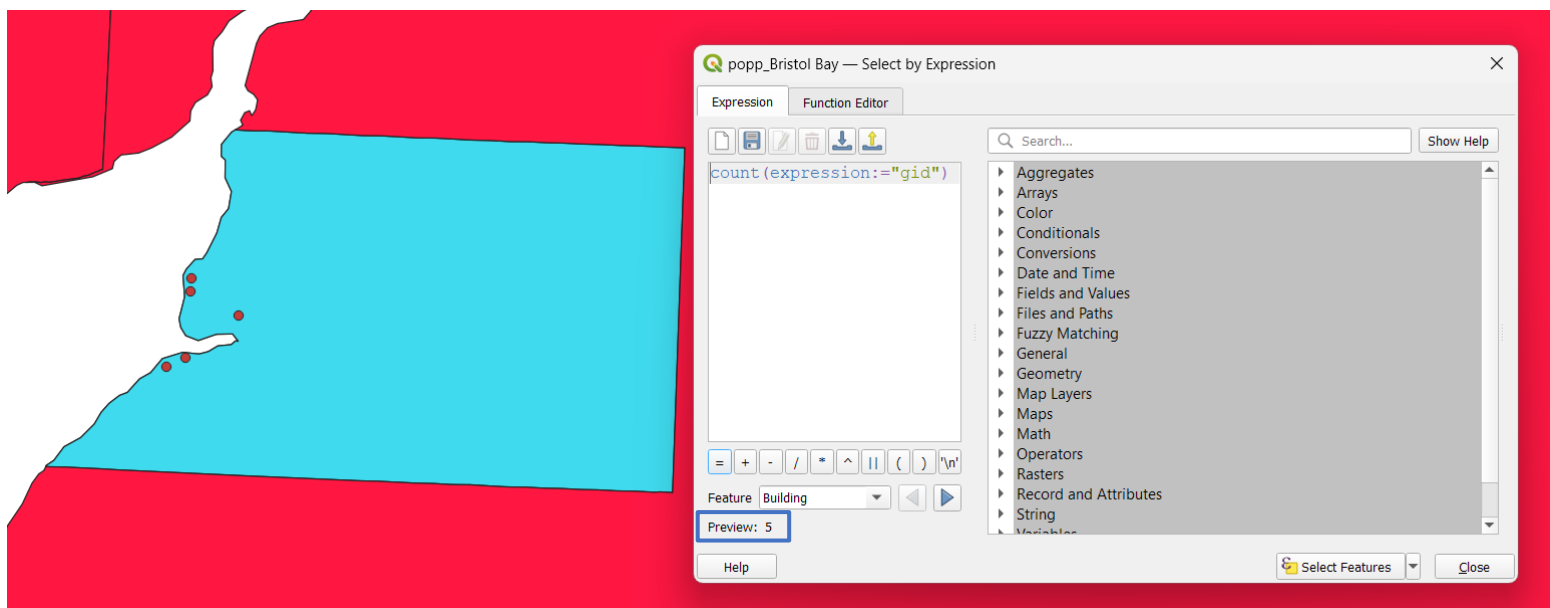 popp_Bristol Bay — Select by Expression
Expression
Function Editor
Search...
Show Help
count(expression:="gid")
Aggregates
Arrays
Color
Conditionals
Conversions
Date and Time
Fields and Values
Files and Paths
Fuzzy Matching
General
Geometry
Map Layers
Maps
Math
Operators
Rasters
Record and Attributes
String
Variables
= + - / * ^ || ( ) '\n'
Feature Building
Preview: 5
Help
Select Features
Close